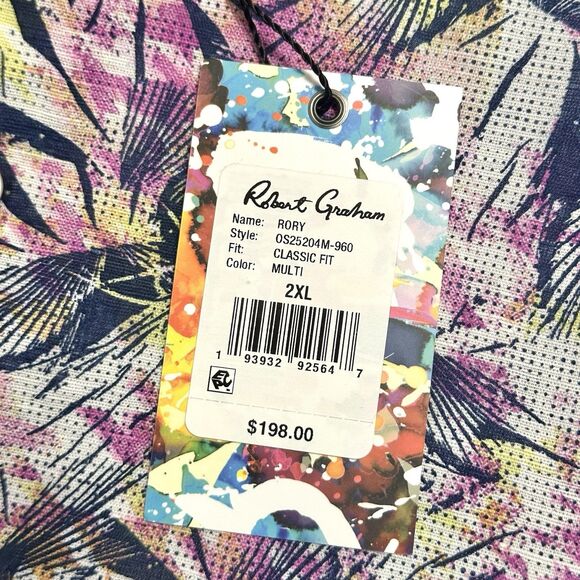 Robert Graham
Name: RORY
Style: OS25204M-960
Fit: CLASSIC FIT
Color: MULTI
2XL
1 93932 92564 7
$198.00